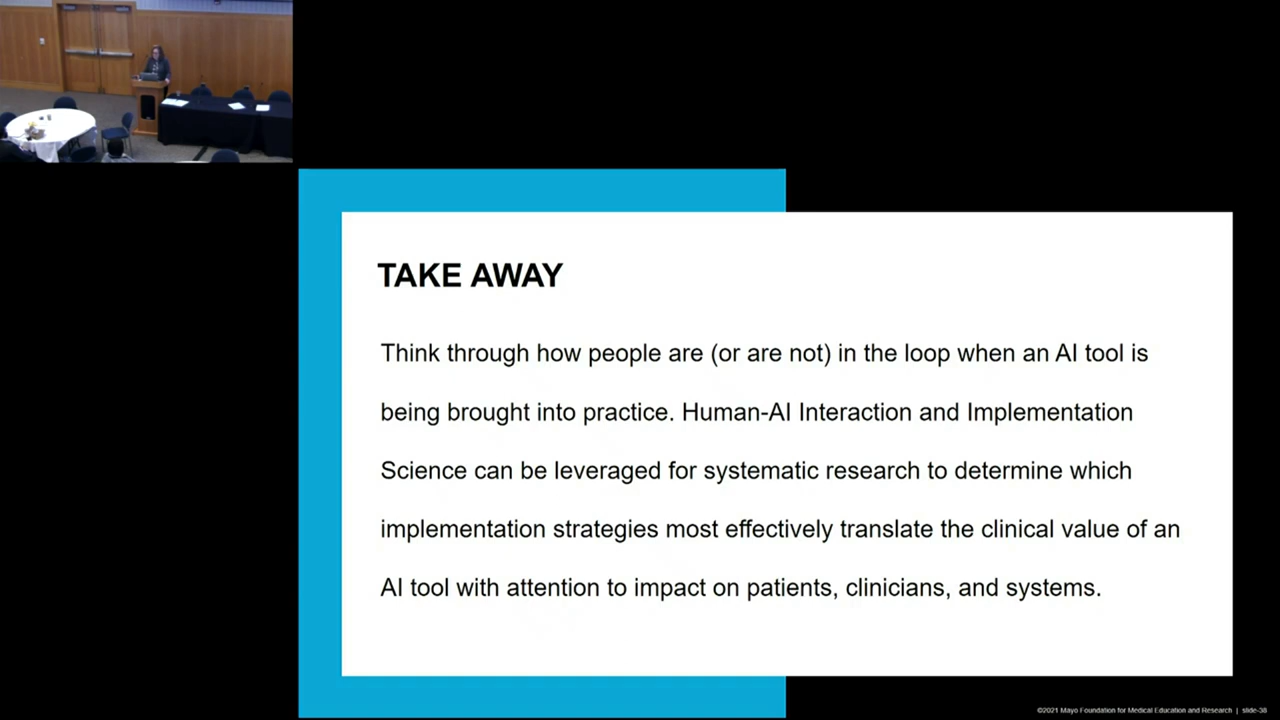 TAKE AWAY
Think through how people are (or are not) in the loop when an AI tool is
being brought into practice. Human-AI Interaction and Implementation
Science can be leveraged for systematic research to determine which
implementation strategies most effectively translate the clinical value of an
AI tool with attention to impact on patients, clinicians, and systems.
©2021 Mayo Foundation for Medical Education and Research | slide-38